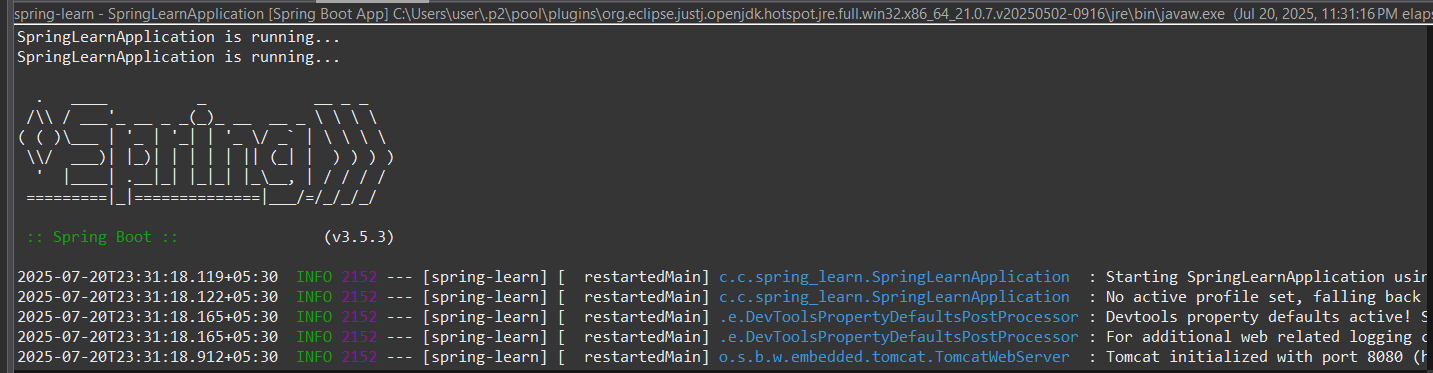 spring-learn - SpringLearnApplication [Spring Boot App] C:\Users\user\.p2\pool\plugins\org.eclipse.justj.openjdk.hotspot.jre.full.win32.x86_64_21.0.7.v20250502-0916\jre\bin\javaw.exe (Jul 20, 2025, 11:31:16 PM elaps
SpringLearnApplication is running...
SpringLearnApplication is running...
  .   ____          _            __ _ _
 /\\ / ___'_ __ _ _(_)_ __  __ _ \ \ \ \
( ( )\___ | '_ | '_| | '_ \/ _` | \ \ \ \
 \\/  ___)| |_)| | | | | || (_| |  ) ) ) )
  '  |____| .__|_| |_|_| |_\__, | / / / /
 =========|_|==============|___/=/_/_/_/
 :: Spring Boot ::                (v3.5.3)
2025-07-20T23:31:18.119+05:30  INFO 2152 --- [spring-learn] [  restartedMain] c.c.spring_learn.SpringLearnApplication  : Starting SpringLearnApplication usin
2025-07-20T23:31:18.122+05:30  INFO 2152 --- [spring-learn] [  restartedMain] c.c.spring_learn.SpringLearnApplication  : No active profile set, falling back
2025-07-20T23:31:18.165+05:30  INFO 2152 --- [spring-learn] [  restartedMain] .e.DevToolsPropertyDefaultsPostProcessor : Devtools property defaults active! S
2025-07-20T23:31:18.165+05:30  INFO 2152 --- [spring-learn] [  restartedMain] .e.DevToolsPropertyDefaultsPostProcessor : For additional web related logging c
2025-07-20T23:31:18.912+05:30  INFO 2152 --- [spring-learn] [  restartedMain] o.s.b.w.embedded.tomcat.TomcatWebServer  : Tomcat initialized with port 8080 (h